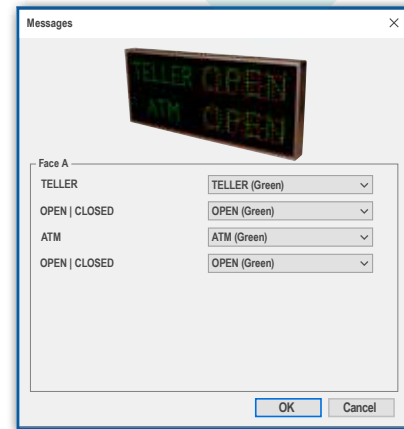 Messages
TELLER OPEN
ATM OPEN
Face A
TELLER TELLER (Green)
OPEN | CLOSED OPEN (Green)
ATM ATM (Green)
OPEN | CLOSED OPEN (Green)
OK Cancel